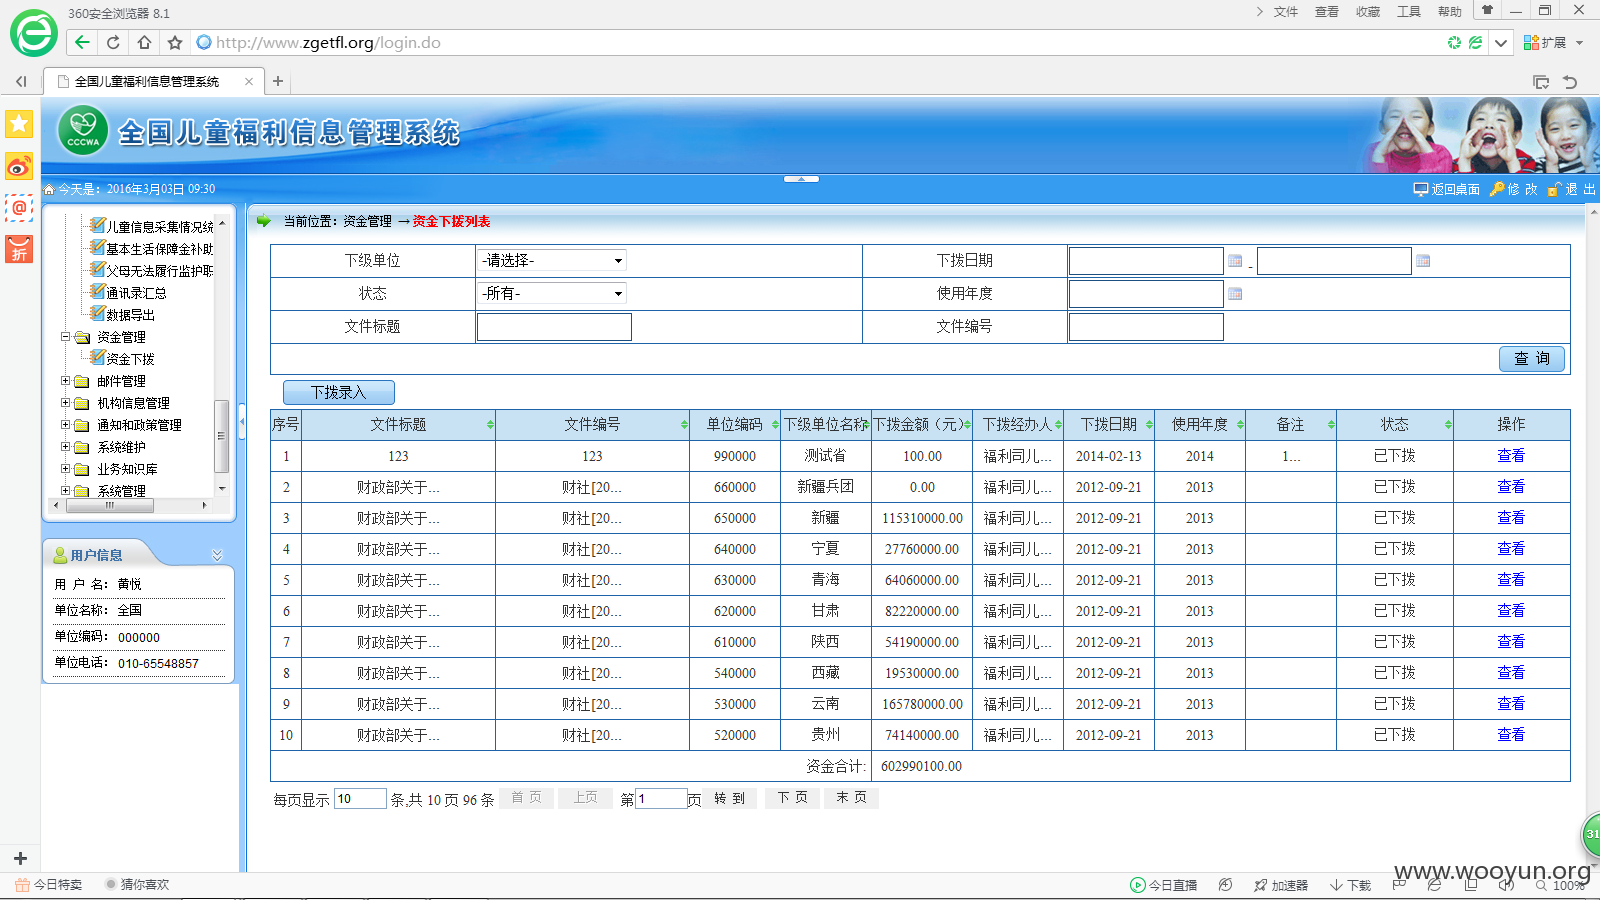 360安全浏览器 8.1
文件 查看 收藏 工具 帮助
http://www.zgetfl.org/login.do
扩展
全国儿童福利信息管理系统
CCCWA
全国儿童福利信息管理系统
今天是：2016年3月03日 09:30
返回桌面 修 改 退 出
儿童信息采集情况统
基本生活保障金补助
父母无法履行监护职
通讯录汇总
数据导出
资金管理
资金下拨
邮件管理
机构信息管理
通知和政策管理
系统维护
业务知识库
系统管理
用户信息
用 户 名： 黄悦
单位名称： 全国
单位编码： 000000
单位电话： 010-65548857
当前位置：资金管理 →资金下拨列表
下级单位 -请选择- 下拨日期 -
状态 -所有- 使用年度
文件标题 文件编号
查 询
下拨录入
序号 文件标题 文件编号 单位编码 下级单位名称 下拨金额（元） 下拨经办人 下拨日期 使用年度 备注 状态 操作
1 123 123 990000 测试省 100.00 福利司儿... 2014-02-13 2014 1... 已下拨 查看
2 财政部关于... 财社[20... 660000 新疆兵团 0.00 福利司儿... 2012-09-21 2013 已下拨 查看
3 财政部关于... 财社[20... 650000 新疆 115310000.00 福利司儿... 2012-09-21 2013 已下拨 查看
4 财政部关于... 财社[20... 640000 宁夏 27760000.00 福利司儿... 2012-09-21 2013 已下拨 查看
5 财政部关于... 财社[20... 630000 青海 64060000.00 福利司儿... 2012-09-21 2013 已下拨 查看
6 财政部关于... 财社[20... 620000 甘肃 82220000.00 福利司儿... 2012-09-21 2013 已下拨 查看
7 财政部关于... 财社[20... 610000 陕西 54190000.00 福利司儿... 2012-09-21 2013 已下拨 查看
8 财政部关于... 财社[20... 540000 西藏 19530000.00 福利司儿... 2012-09-21 2013 已下拨 查看
9 财政部关于... 财社[20... 530000 云南 165780000.00 福利司儿... 2012-09-21 2013 已下拨 查看
10 财政部关于... 财社[20... 520000 贵州 74140000.00 福利司儿... 2012-09-21 2013 已下拨 查看
资金合计: 602990100.00
每页显示 10 条,共 10 页 96 条 首 页 上页 第 1 页 转 到 下 页 末 页
折
31
www.wooyun.org
今日特卖 猜你喜欢 今日直播 加速器 下载 100%